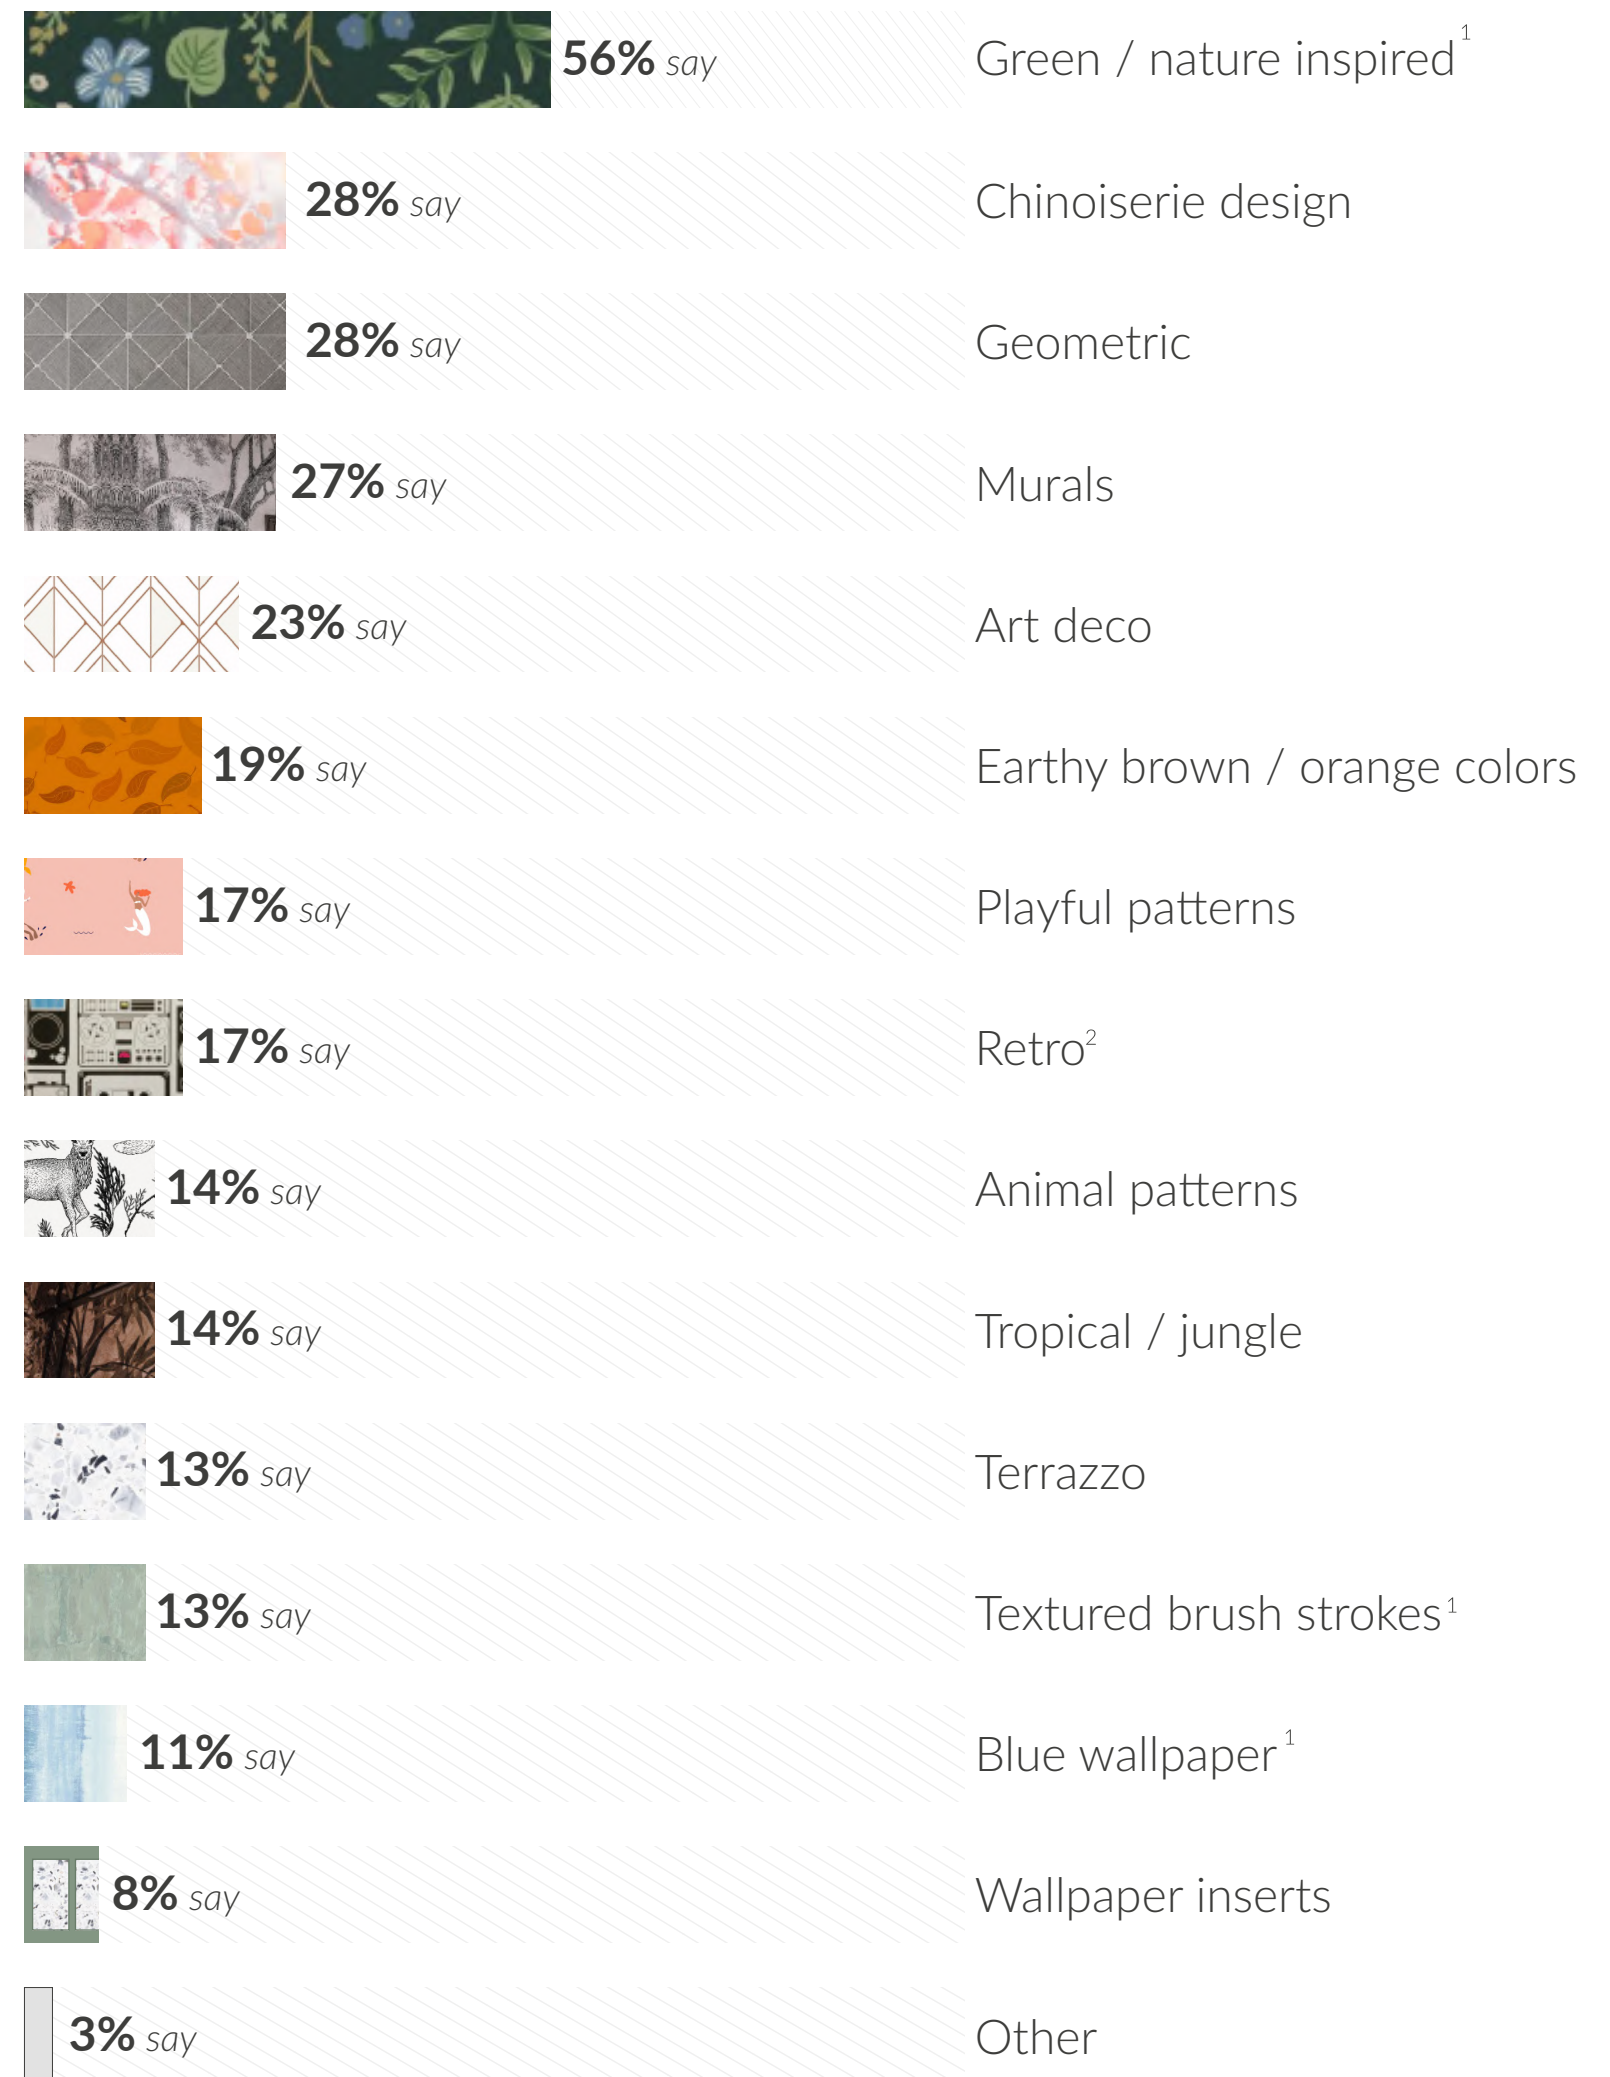 56% say Green / nature inspired¹
28% say Chinoiserie design
28% say Geometric
27% say Murals
23% say Art deco
19% say Earthy brown / orange colors
17% say Playful patterns
17% say Retro²
14% say Animal patterns
14% say Tropical / jungle
13% say Terrazzo
13% say Textured brush strokes¹
11% say Blue wallpaper¹
8% say Wallpaper inserts
3% say Other